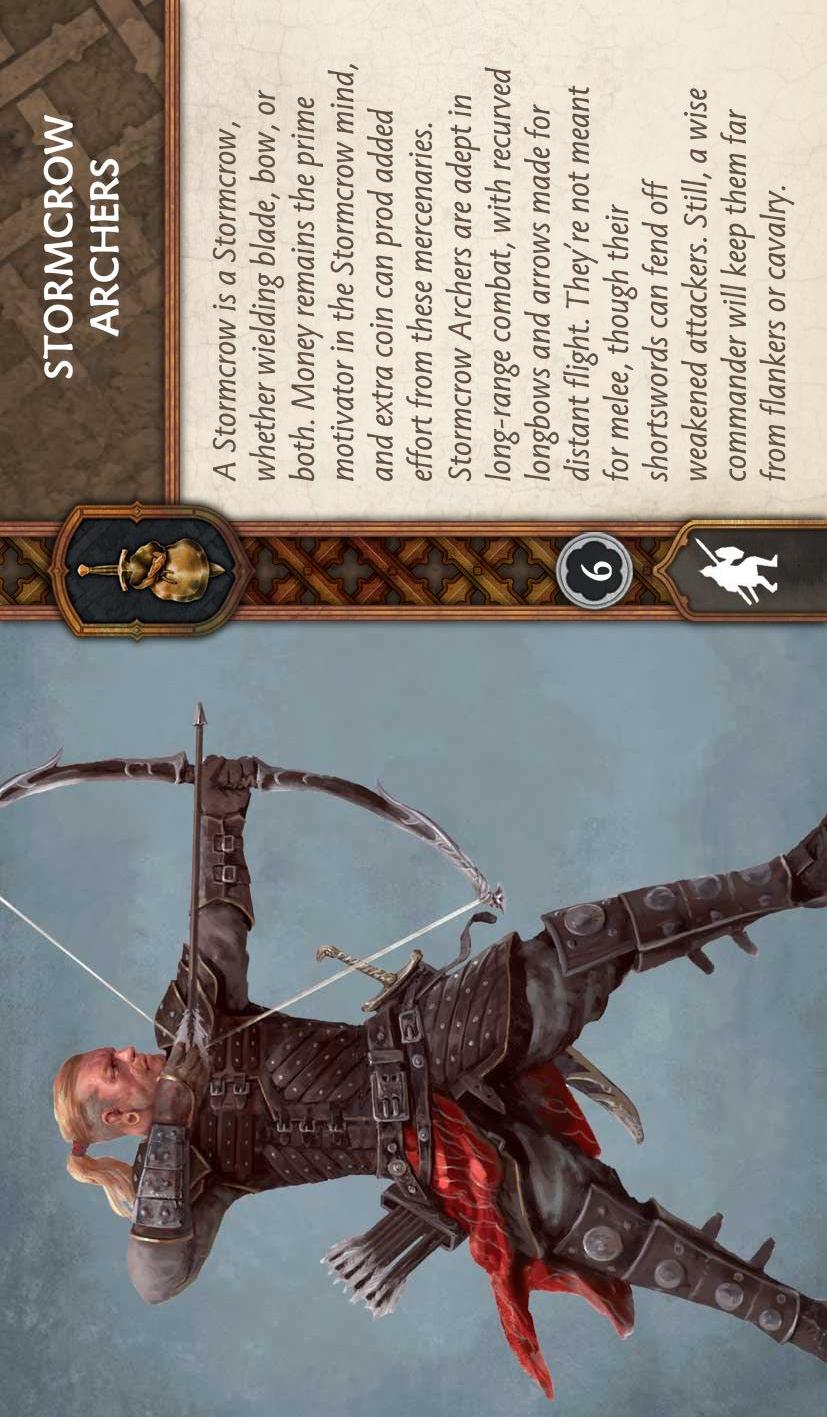 STORMCROW
ARCHERS
A Stormcrow is a Stormcrow,
whether wielding blade, bow, or
both. Money remains the prime
motivator in the Stormcrow mind,
and extra coin can prod added
effort from these mercenaries.
Stormcrow Archers are adept in
long-range combat, with recurved
longbows and arrows made for
distant flight. They're not meant
for melee, though their
shortswords can fend off
weakened attackers. Still, a wise
commander will keep them far
from flankers or cavalry.
6